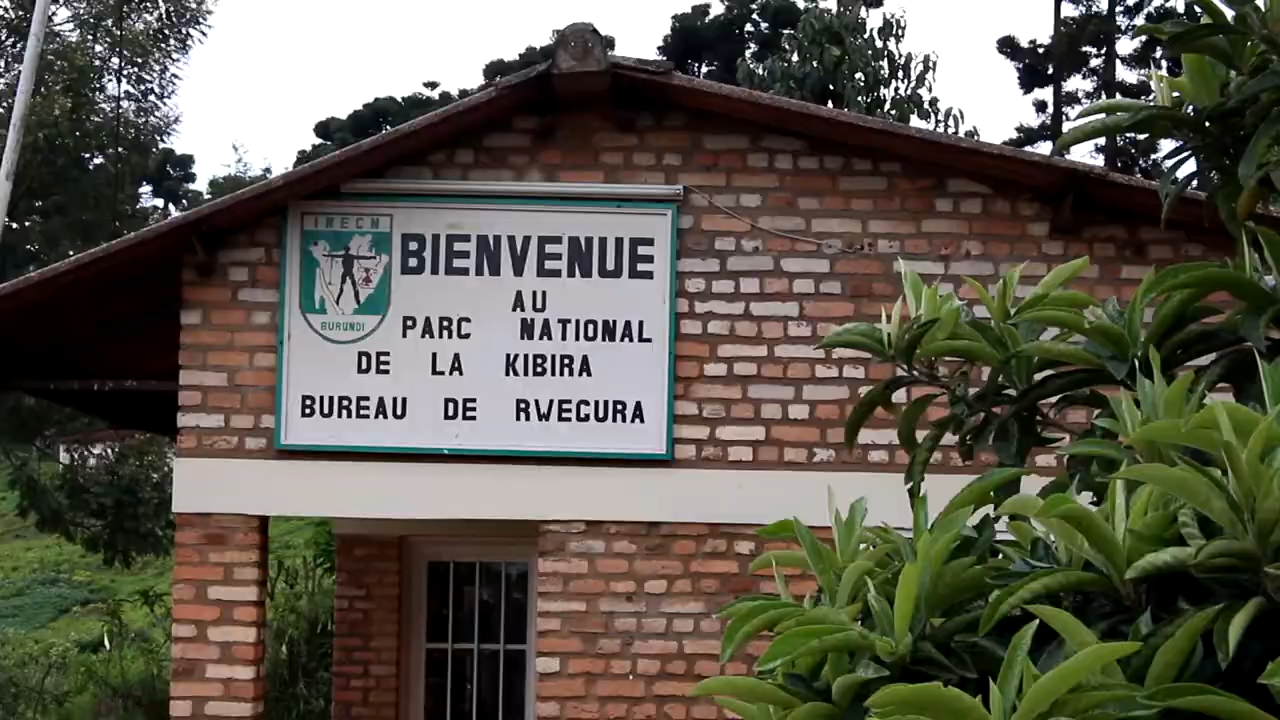 INECN
BURUNDI
BIENVENUE
AU
PARC NATIONAL
DE LA KIBIRA
BUREAU DE RWEGURA